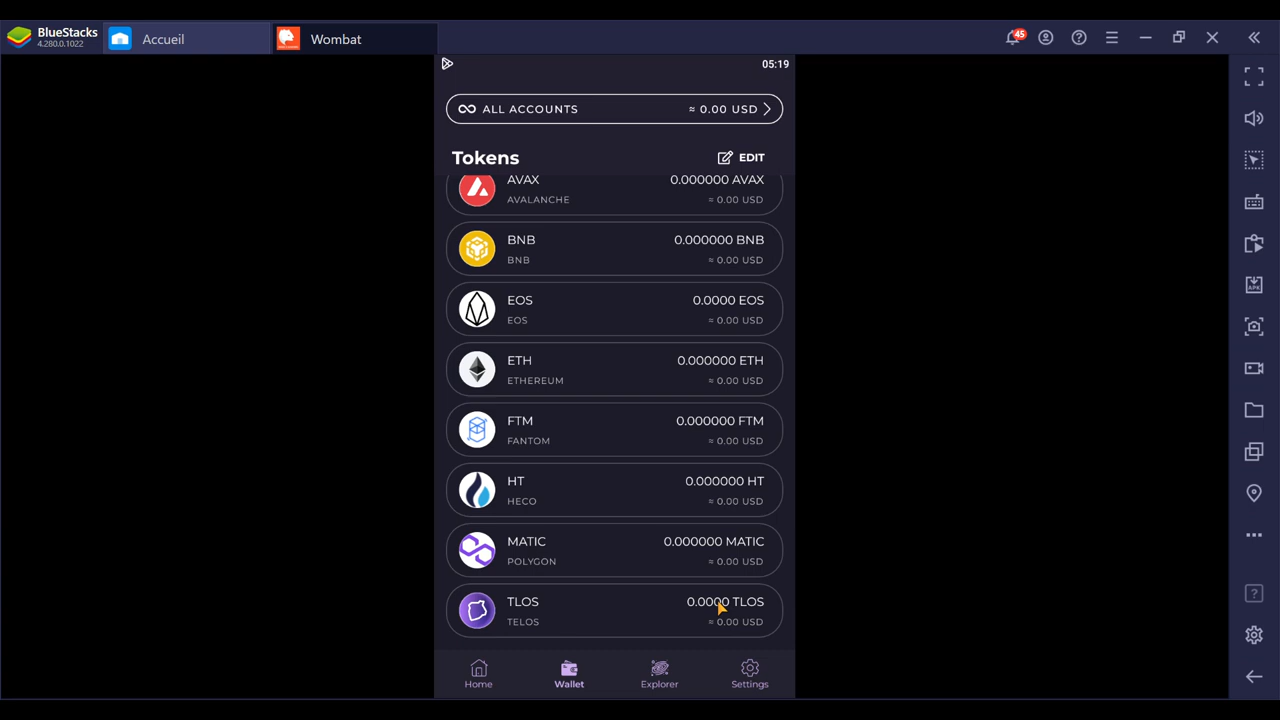 BlueStacks
4.280.0.1022
Accueil
Wombat
45
05:19
ALL ACCOUNTS ≈ 0.00 USD
Tokens
EDIT
AVAX 0.000000 AVAX
AVALANCHE ≈ 0.00 USD
BNB 0.000000 BNB
BNB ≈ 0.00 USD
EOS 0.0000 EOS
EOS ≈ 0.00 USD
ETH 0.000000 ETH
ETHEREUM ≈ 0.00 USD
FTM 0.000000 FTM
FANTOM ≈ 0.00 USD
HT 0.000000 HT
HECO ≈ 0.00 USD
MATIC 0.000000 MATIC
POLYGON ≈ 0.00 USD
TLOS 0.0000 TLOS
TELOS ≈ 0.00 USD
Home Wallet Explorer Settings
APK